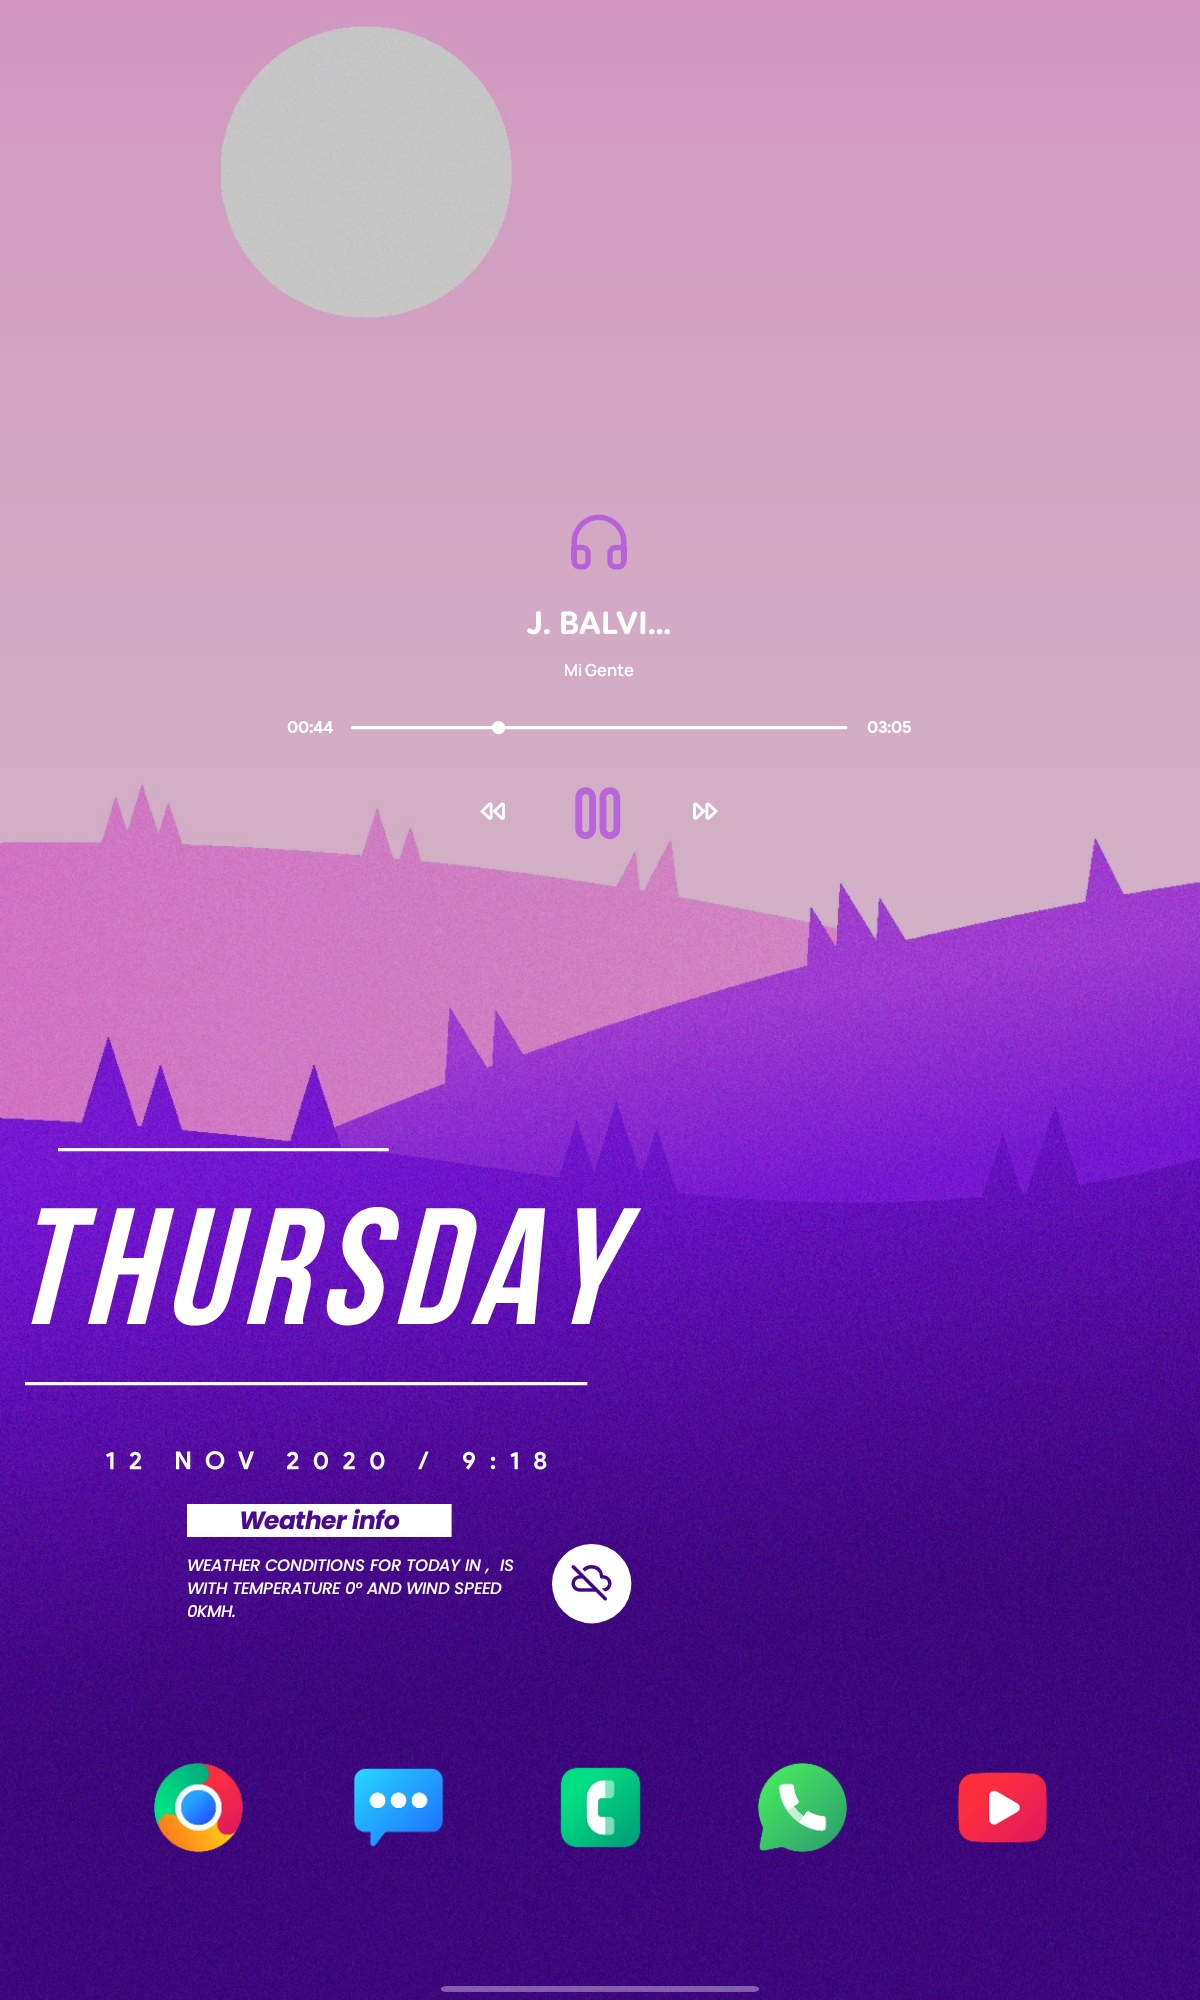 J. BALVI...
Mi Gente
00:44 03:05
THURSDAY
12 NOV 2020 / 9:18
Weather info
WEATHER CONDITIONS FOR TODAY IN , IS
WITH TEMPERATURE 0º AND WIND SPEED
0KMH.